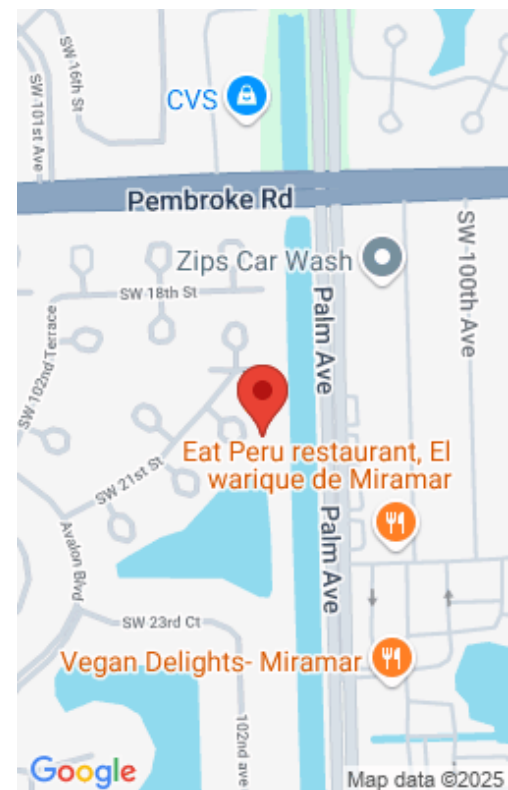 SW 16th St
SW 101st Ave
CVS
Pembroke Rd
Zips Car Wash
SW 100th Ave
SW 18th St
Palm Ave
SW 102nd Terrace
Eat Peru restaurant, El
warique de Miramar
SW 21st St
Palm Ave
Avalon Blvd
SW 23rd Ct
Vegan Delights- Miramar
102nd ave
Google
Map data ©2025